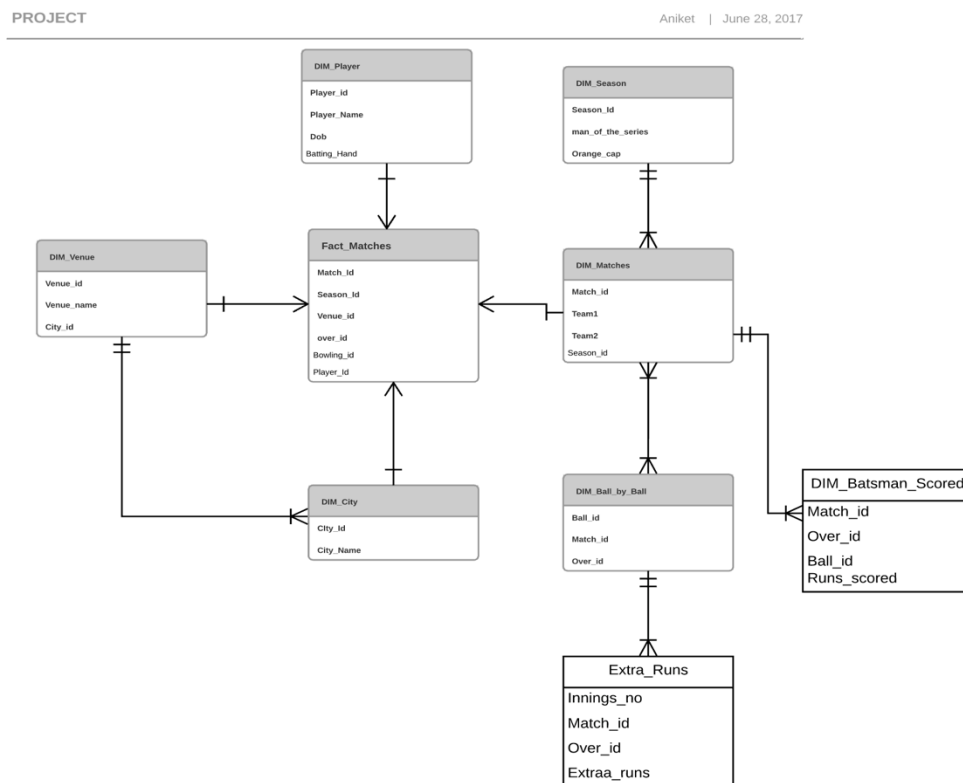 PROJECT
Aniket | June 28, 2017
DIM_Player
Player_id
Player_Name
Dob
Batting_Hand
DIM_Season
Season_Id
man_of_the_series
Orange_cap
DIM_Venue
Venue_id
Venue_name
City_id
Fact_Matches
Match_Id
Season_Id
Venue_id
over_id
Bowling_id
Player_Id
DIM_Matches
Match_id
Team1
Team2
Season_id
DIM_City
CIty_Id
City_Name
DIM_Ball_by_Ball
Ball_id
Match_id
Over_id
DIM_Batsman_Scored
Match_id
Over_id
Ball_id
Runs_scored
Extra_Runs
Innings_no
Match_id
Over_id
Extraa_runs